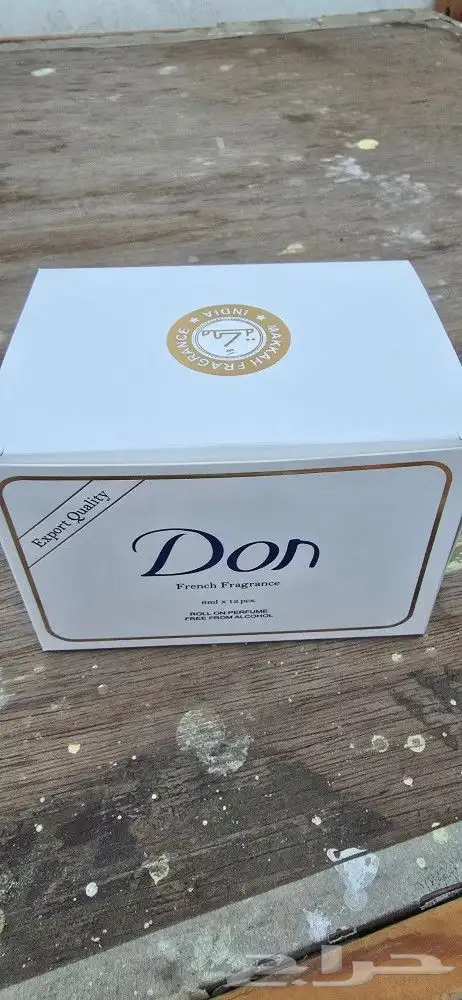 MAKKAH FRAGRANCE
★ INDIA ★
Export Quality
Don
French Fragrance
6ml x 12 pcs.
ROLL ON PERFUME
FREE FROM ALCOHOL
حراج